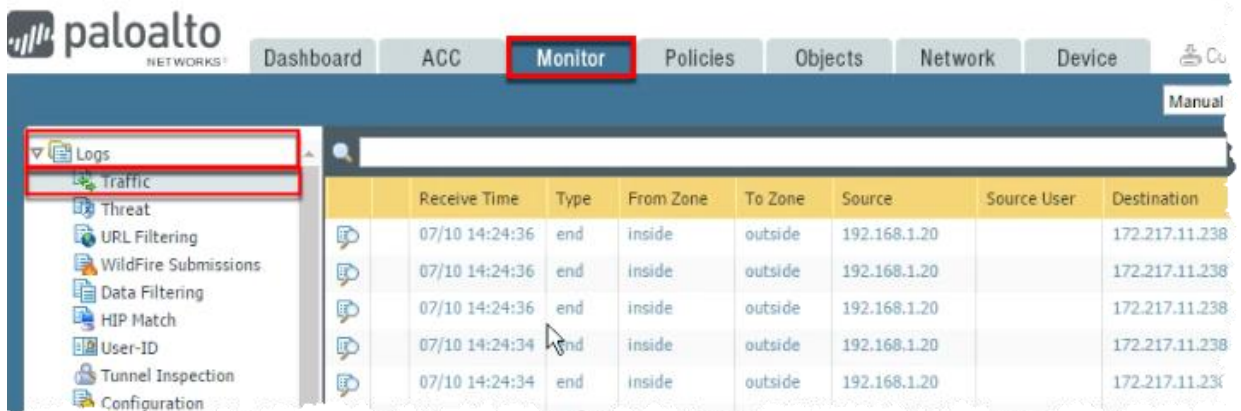 paloalto
NETWORKS
Dashboard ACC Monitor Policies Objects Network Device
Manual
Logs
Traffic
Threat
URL Filtering
WildFire Submissions
Data Filtering
HIP Match
User-ID
Tunnel Inspection
Configuration
Receive Time Type From Zone To Zone Source Source User Destination
07/10 14:24:36 end inside outside 192.168.1.20 172.217.11.238
07/10 14:24:36 end inside outside 192.168.1.20 172.217.11.238
07/10 14:24:36 end inside outside 192.168.1.20 172.217.11.238
07/10 14:24:34 end inside outside 192.168.1.20 172.217.11.238
07/10 14:24:34 end inside outside 192.168.1.20